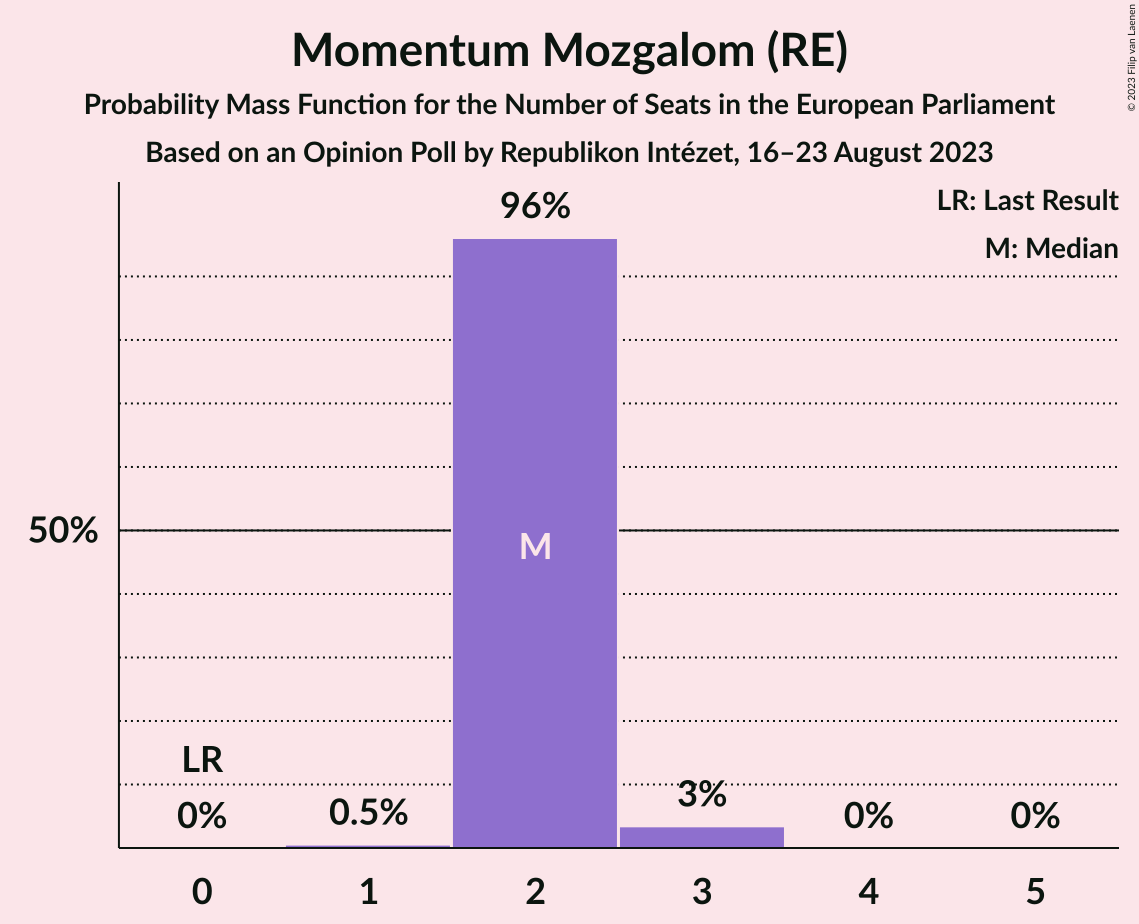 Momentum Mozgalom (RE)
Probability Mass Function for the Number of Seats in the European Parliament
Based on an Opinion Poll by Republikon Intézet, 16–23 August 2023
© 2023 Filip van Laenen
LR: Last Result
M: Median
96%
50%
M
LR
0%
0.5%
3%
0%
0%
0 1 2 3 4 5